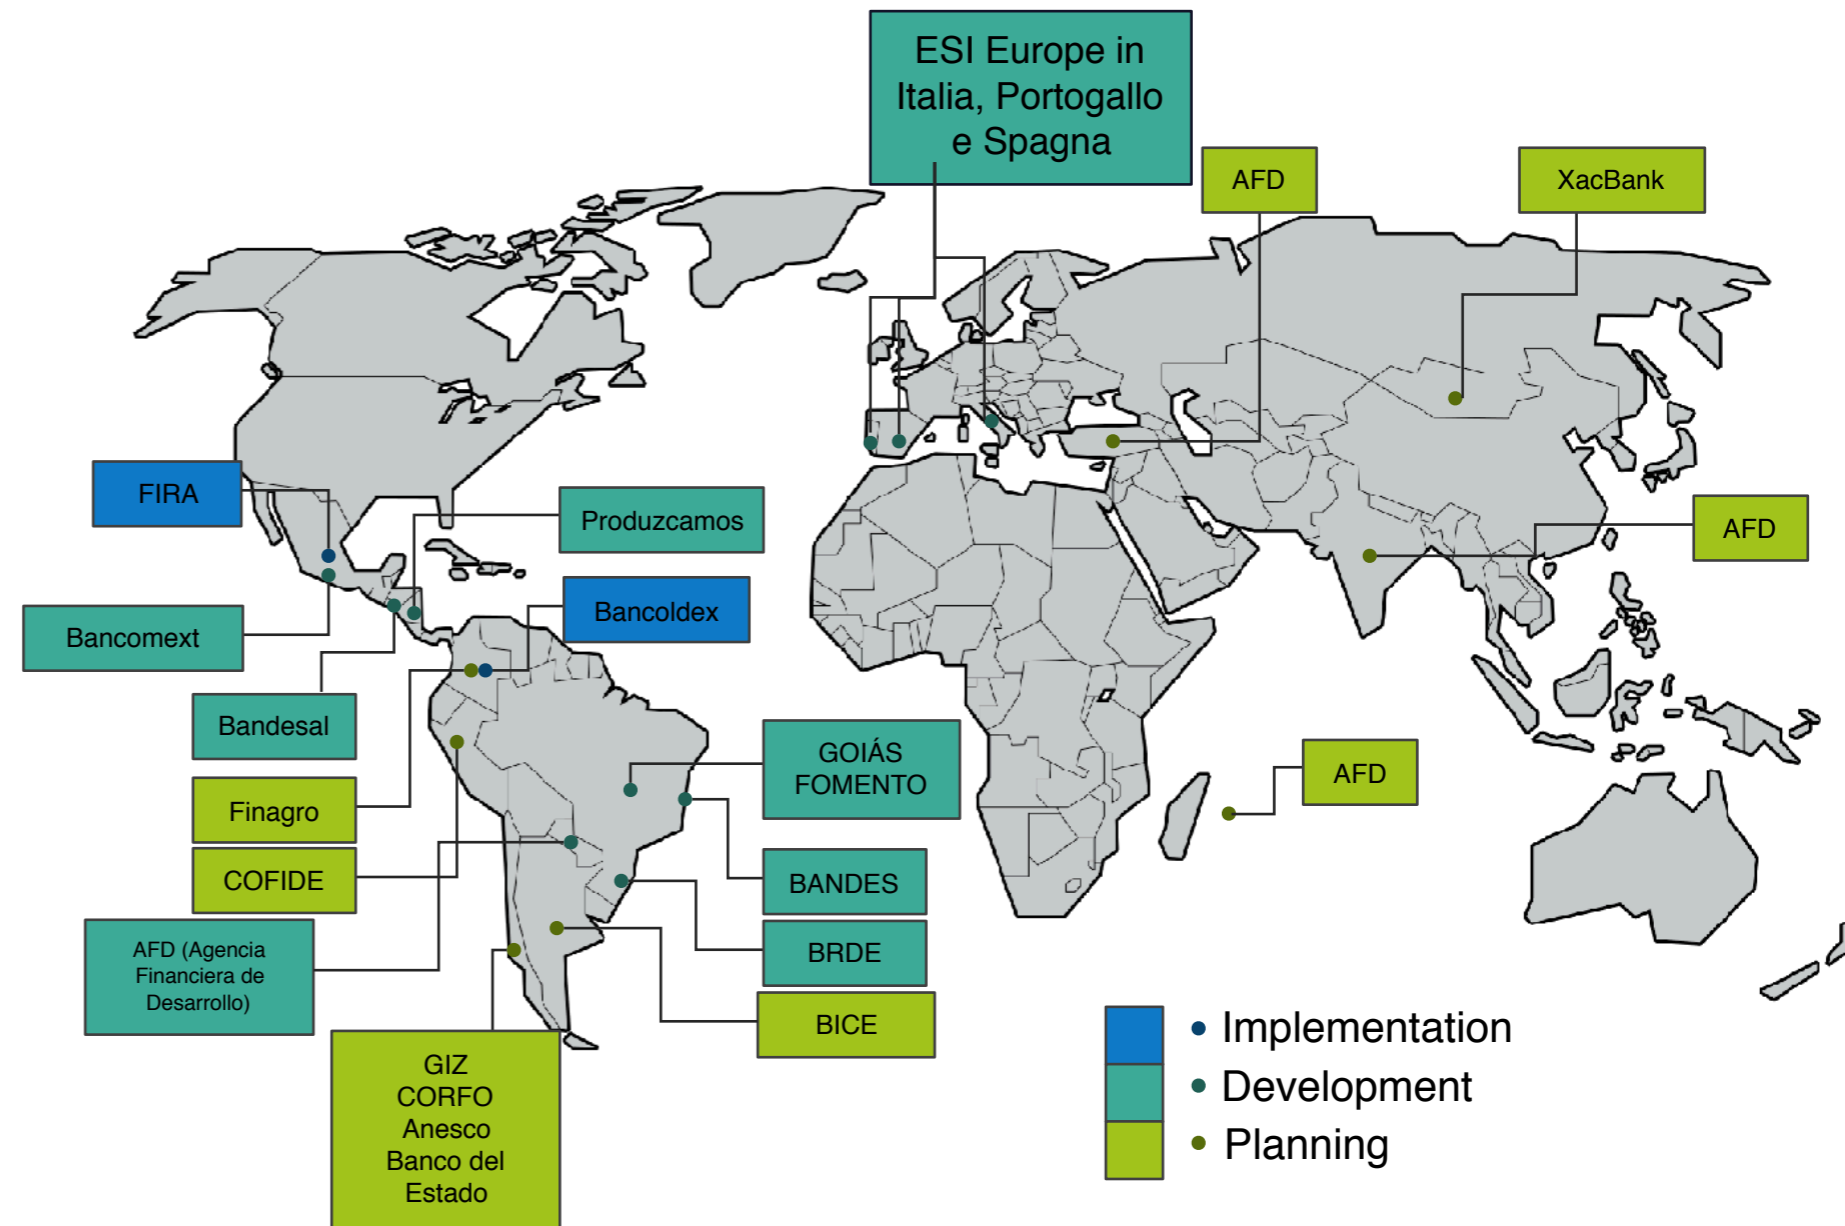 ESI Europe in
Italia, Portogallo
e Spagna
AFD
XacBank
FIRA
Produzcamos
AFD
Bancomext
Bancoldex
Bandesal
GOIÁS
FOMENTO
AFD
Finagro
COFIDE
BANDES
AFD (Agencia
Financiera de
Desarrollo)
BRDE
BICE
GIZ
CORFO
Anesco
Banco del
Estado
• Implementation
• Development
• Planning